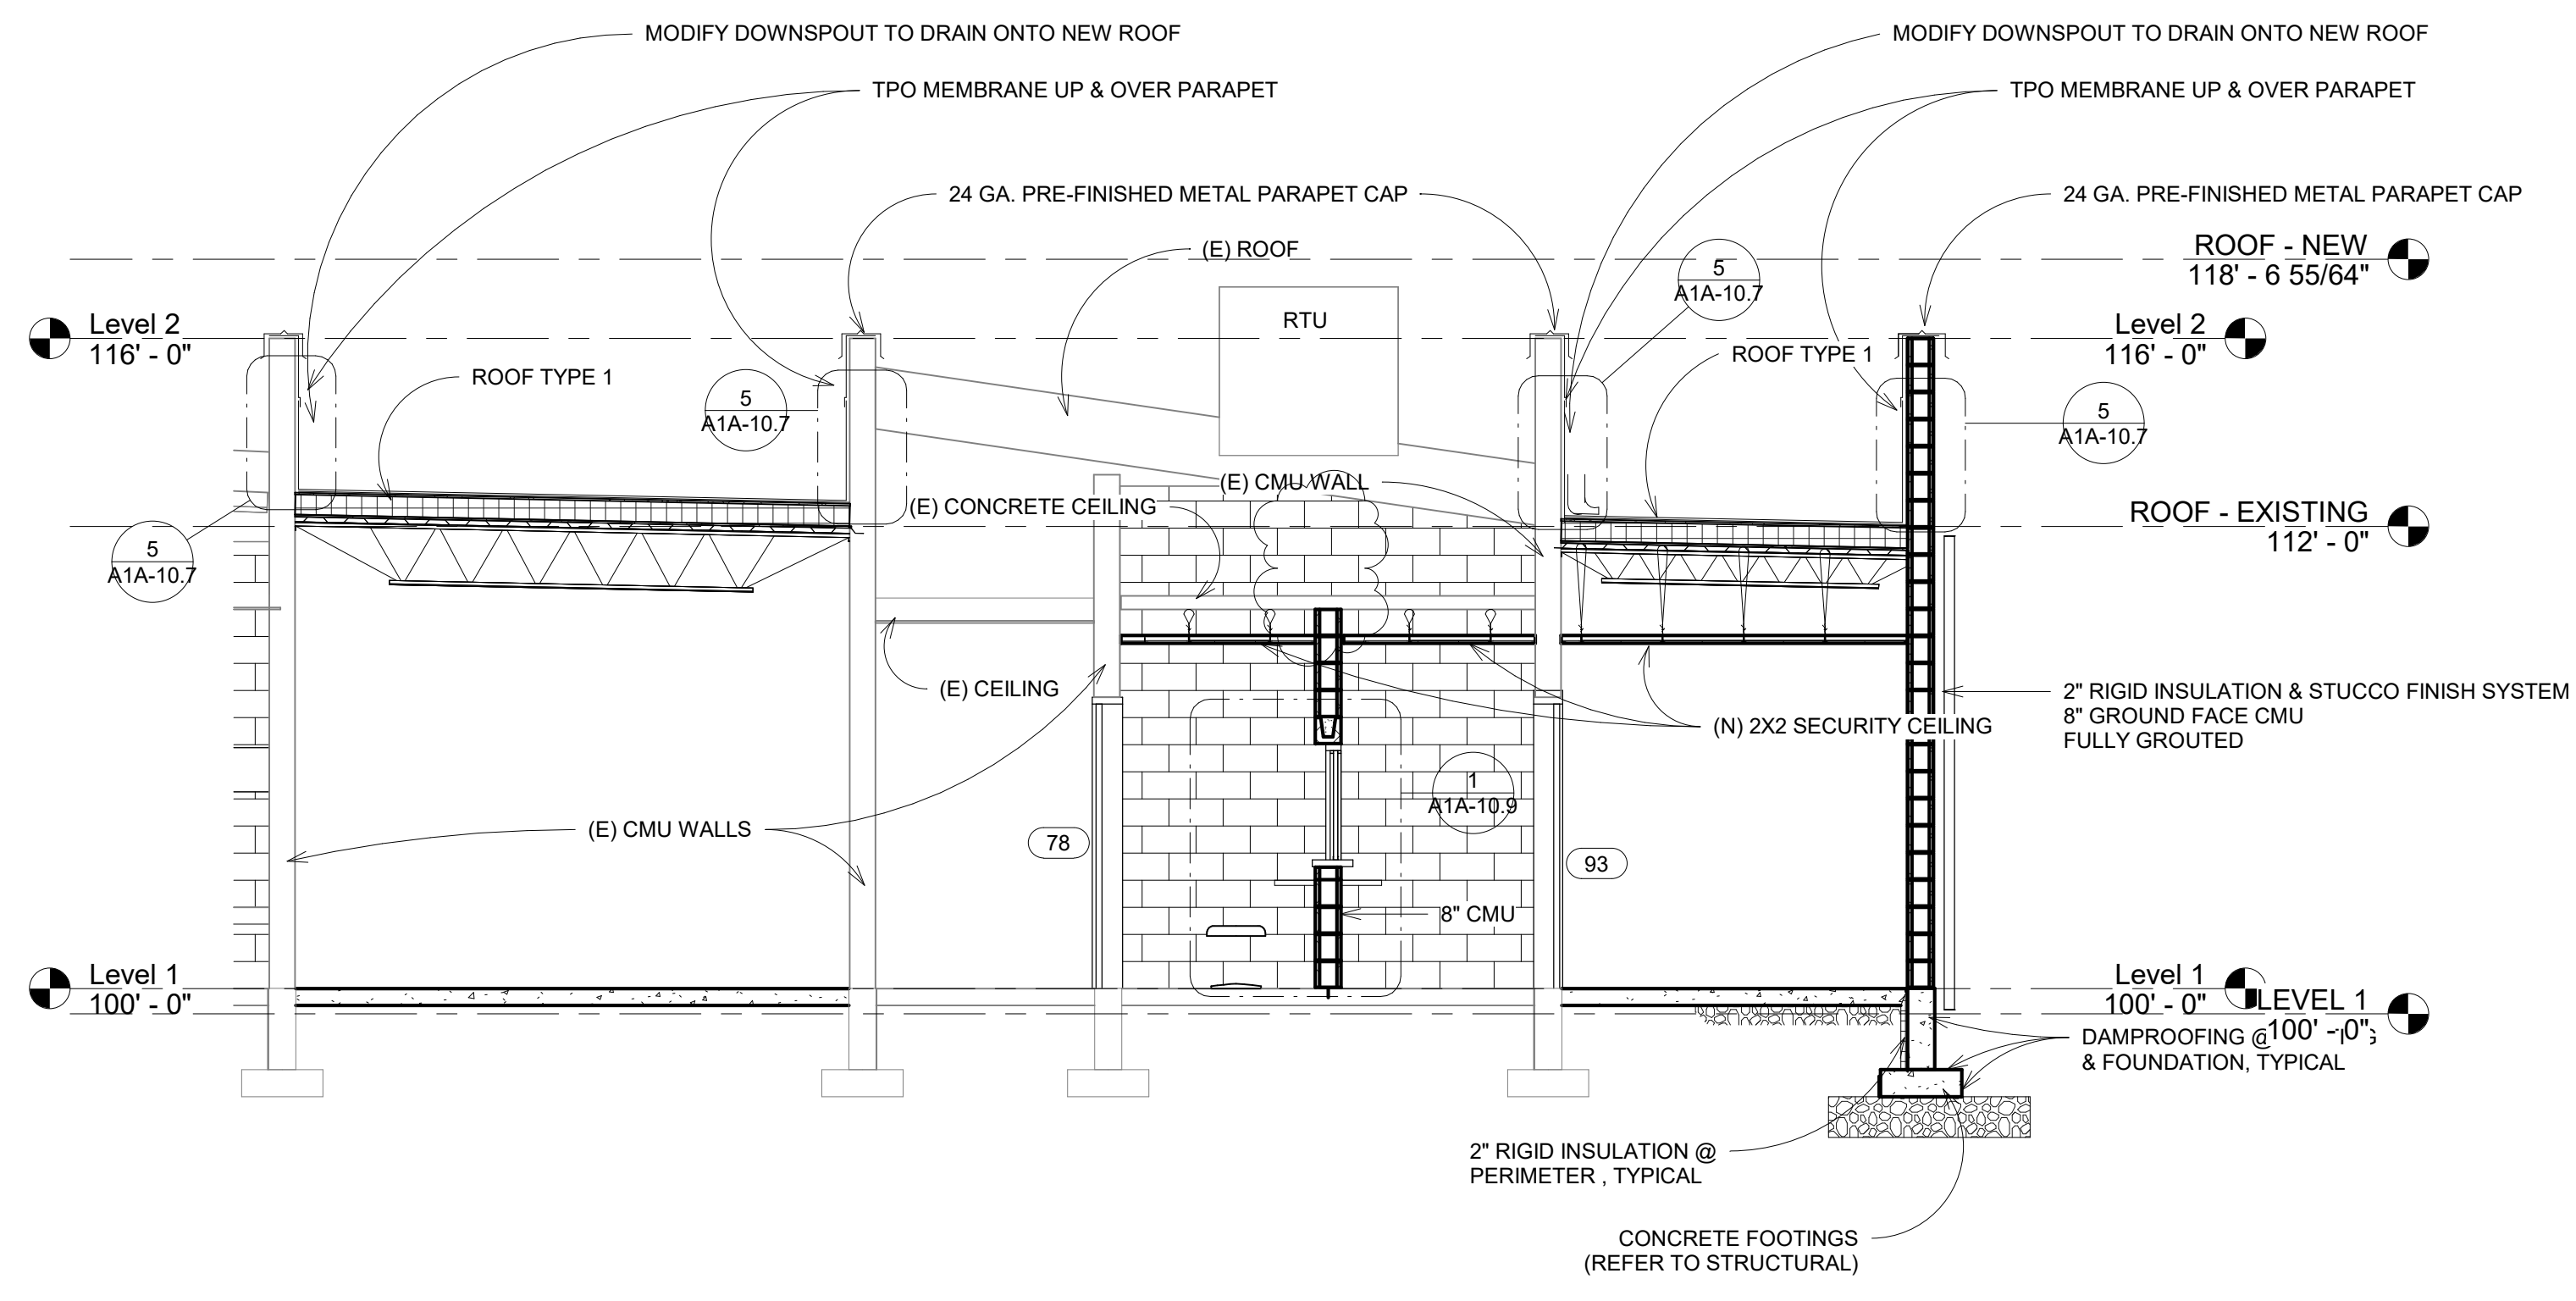 MODIFY DOWNSPOUT TO DRAIN ONTO NEW ROOF
MODIFY DOWNSPOUT TO DRAIN ONTO NEW ROOF
TPO MEMBRANE UP & OVER PARAPET
TPO MEMBRANE UP & OVER PARAPET
24 GA. PRE-FINISHED METAL PARAPET CAP
24 GA. PRE-FINISHED METAL PARAPET CAP
(E) ROOF
ROOF - NEW
118' - 6 55/64"
5
A1A-10.7
RTU
Level 2
116' - 0"
Level 2
116' - 0"
ROOF TYPE 1
ROOF TYPE 1
5
A1A-10.7
5
A1A-10.7
(E) CMU WALL
(E) CONCRETE CEILING
ROOF - EXISTING
112' - 0"
5
A1A-10.7
(E) CEILING
2" RIGID INSULATION & STUCCO FINISH SYSTEM
8" GROUND FACE CMU
FULLY GROUTED
(N) 2X2 SECURITY CEILING
1
A1A-10.9
(E) CMU WALLS
78
93
8" CMU
Level 1
100' - 0"
Level 1
100' - 0"
LEVEL 1
100' - 0"
DAMPROOFING @
& FOUNDATION, TYPICAL
2" RIGID INSULATION @
PERIMETER , TYPICAL
CONCRETE FOOTINGS
(REFER TO STRUCTURAL)